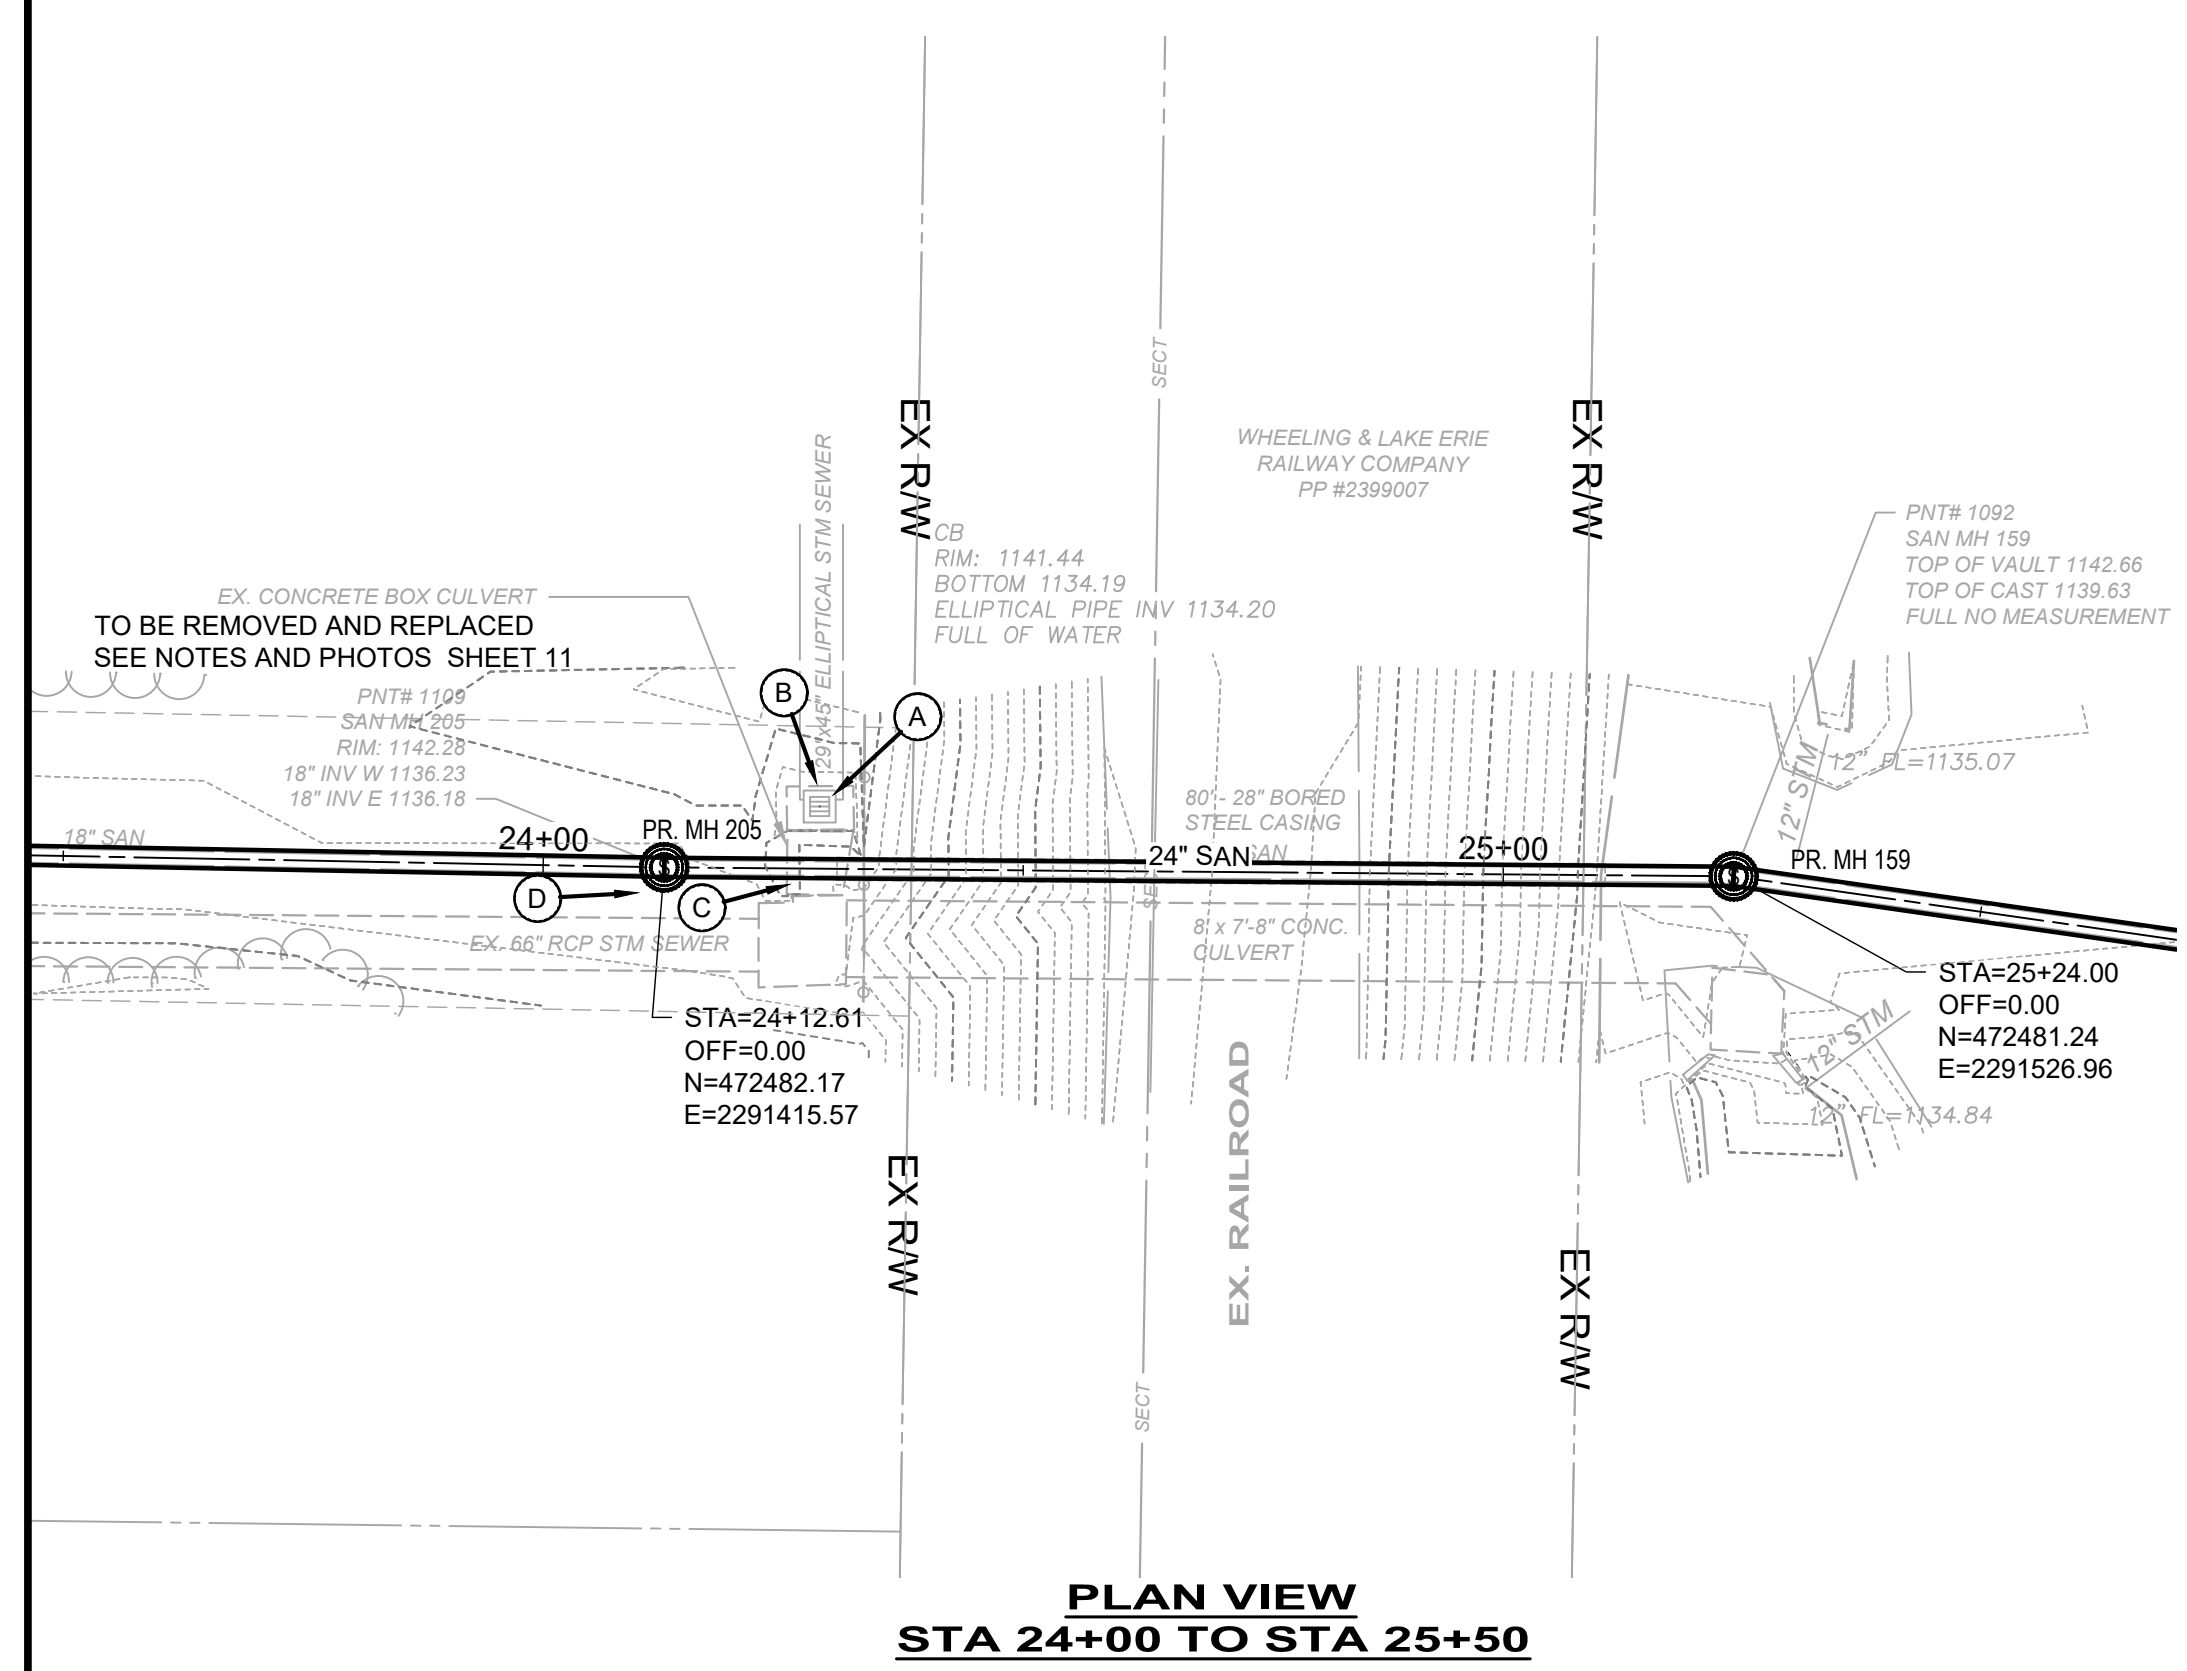 SECT
EX R/W
EX R/W
WHEELING & LAKE ERIE
RAILWAY COMPANY
PP #2399007
29"x45" ELLIPTICAL STM SEWER
CB
RIM: 1141.44
BOTTOM 1134.19
ELLIPTICAL PIPE INV 1134.20
FULL OF WATER
PNT# 1092
SAN MH 159
TOP OF VAULT 1142.66
TOP OF CAST 1139.63
FULL NO MEASUREMENT
EX. CONCRETE BOX CULVERT
TO BE REMOVED AND REPLACED
SEE NOTES AND PHOTOS SHEET 11
PNT# 1109
SAN MH 205
RIM: 1142.28
18" INV W 1136.23
18" INV E 1136.18
B
A
12" STM
12" FL=1135.07
80' - 28" BORED
STEEL CASING
SAN
18" SAN
24+00
PR. MH 205
S
24" SAN
25+00
S
PR. MH 159
D
C
SECT
EX. 66" RCP STM SEWER
8' x 7'-8" CONC.
CULVERT
STA=24+12.61
OFF=0.00
N=472482.17
E=2291415.57
STA=25+24.00
OFF=0.00
N=472481.24
E=2291526.96
12" STM
12" FL=1134.84
EX. RAILROAD
EX R/W
EX R/W
SECT
PLAN VIEW
STA 24+00 TO STA 25+50